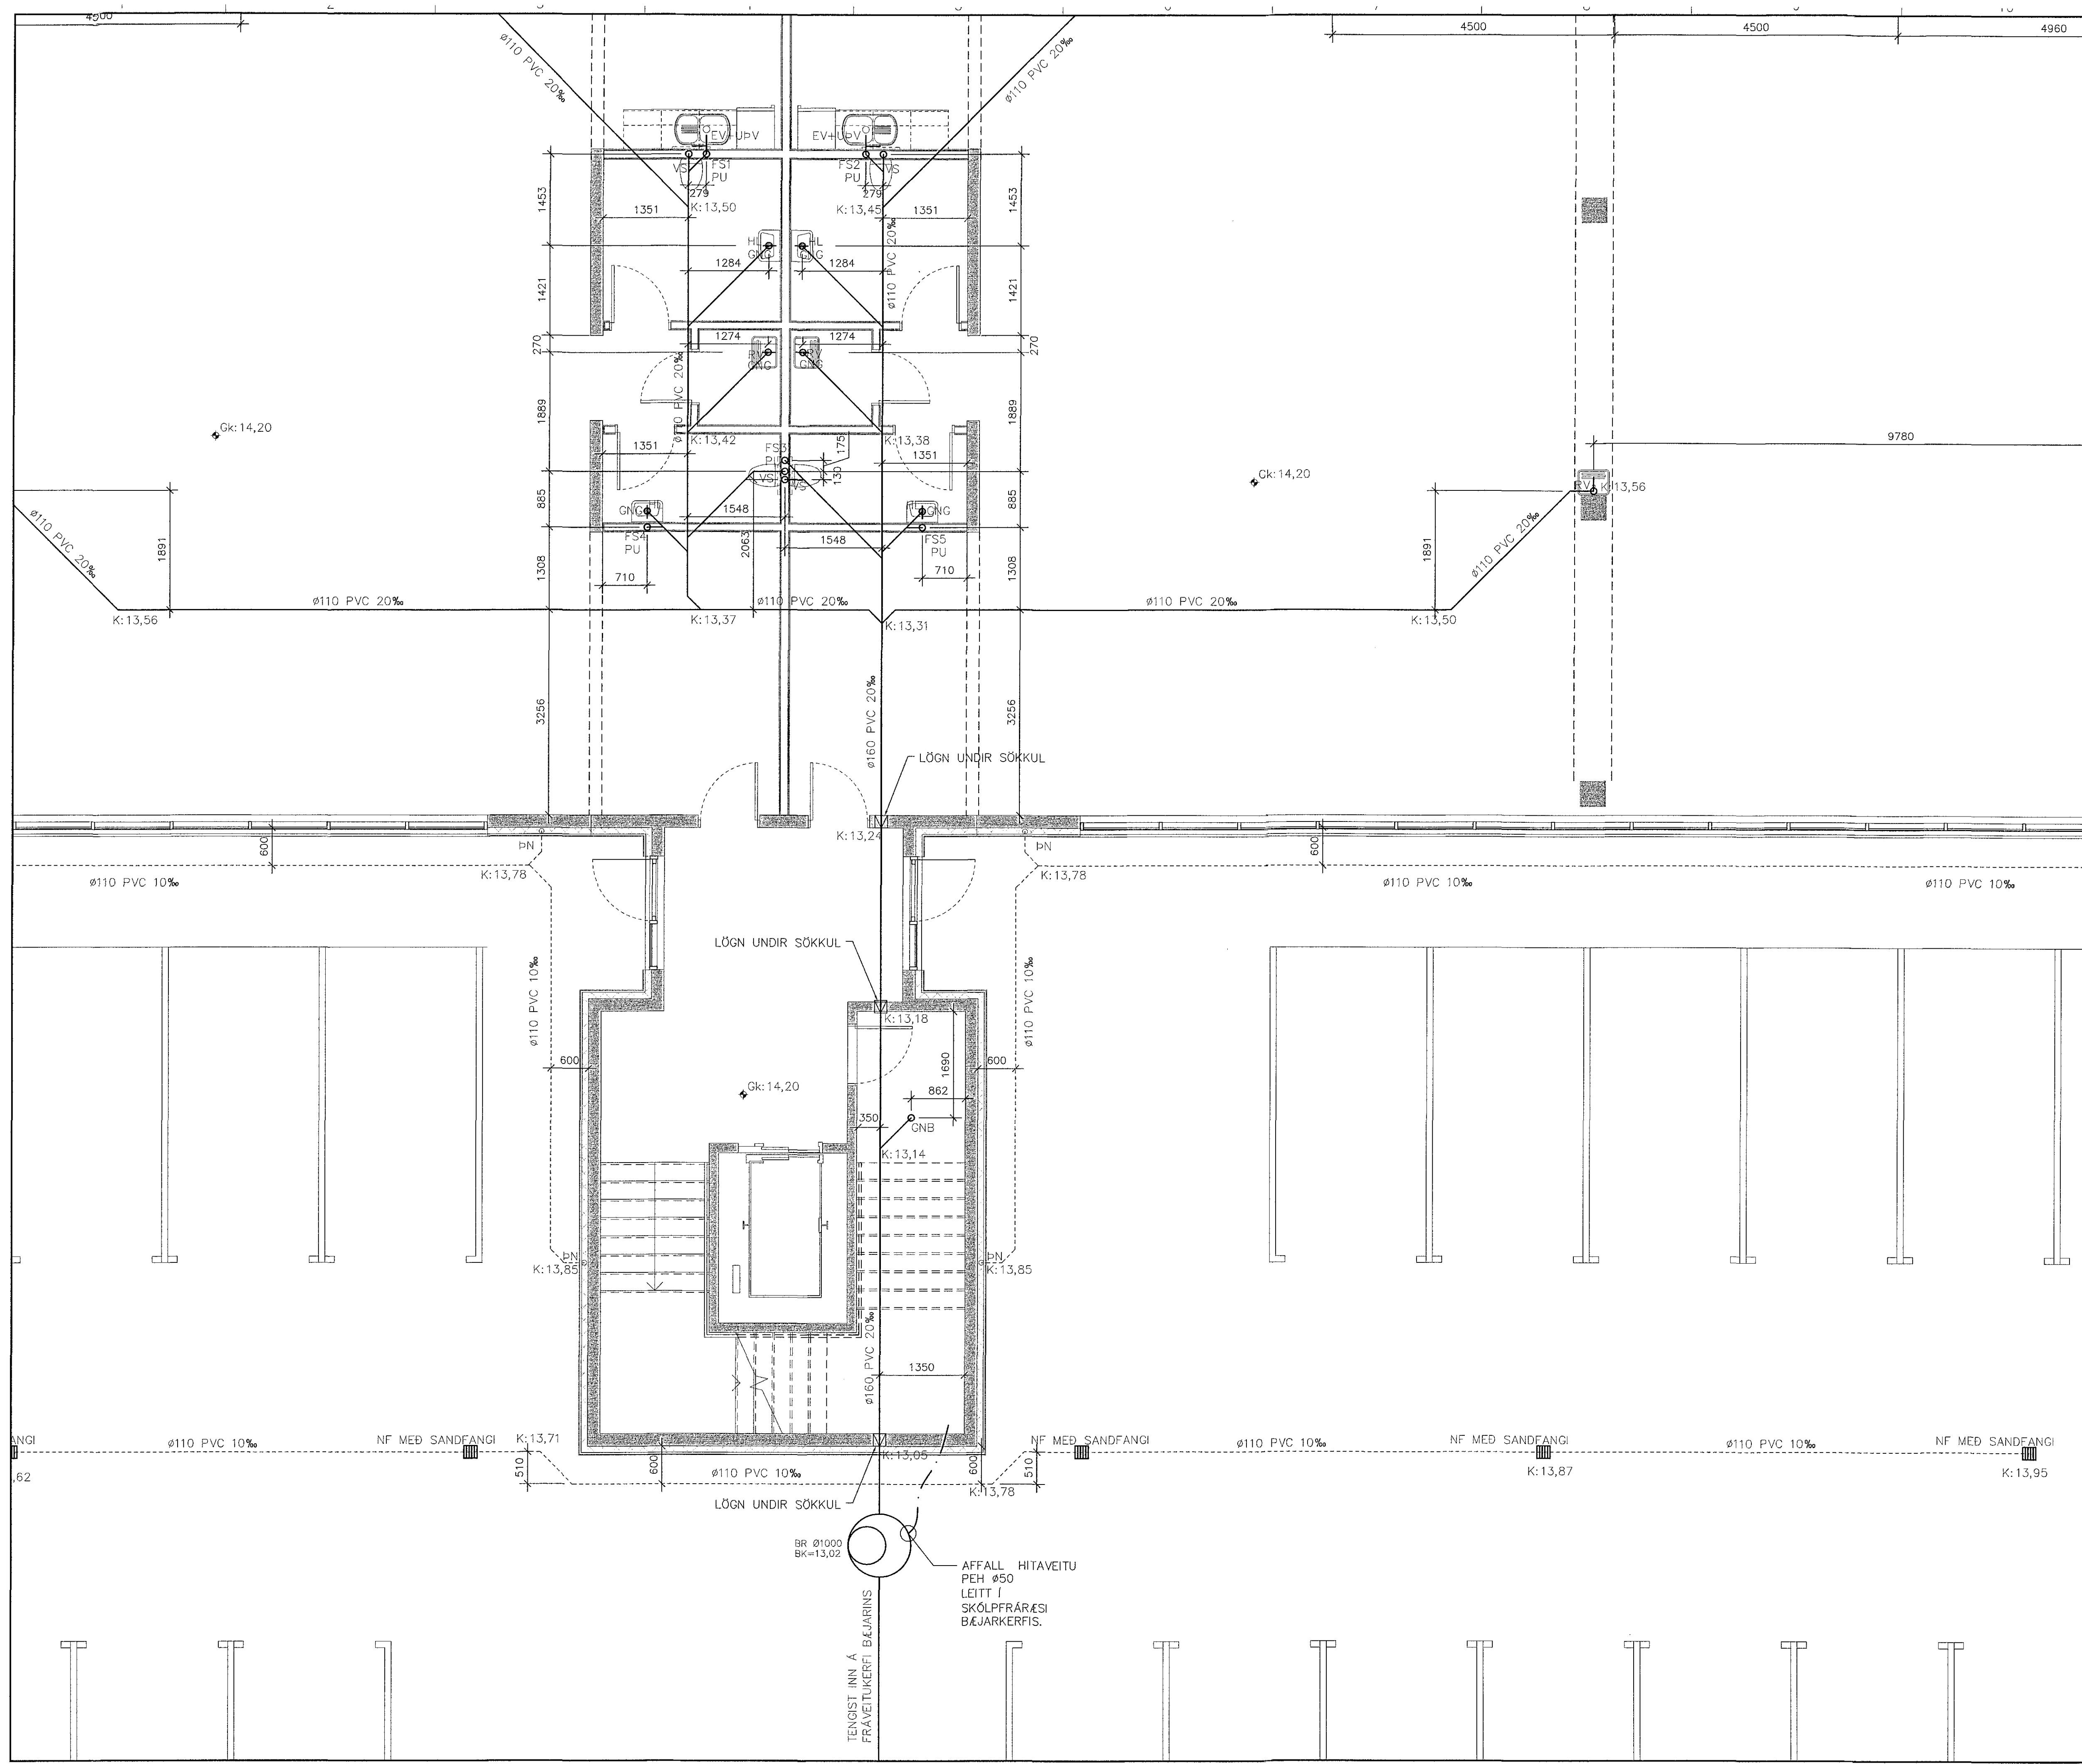 4500
4500
4500
4960
Ø110 PVC 20‰
Ø110 PVC 20‰
EV+UÞV
EV+UÞV
VS
FS1
PU
FS2
PU
VS
279
279
K:13,50
K:13,45
1453
1351
1351
1453
HL
GNG
HL
GNG
1284
1284
Ø110 PVC 20‰
1421
1421
270
1274
1274
270
RV
GNG
RV
GNG
Ø110 PVC 20‰
1889
1889
Gk:14,20
K:13,42
K:13,38
1351
FS3
PU
175
1351
9780
VS
VS
130
Gk:14,20
RV
K:13,56
885
885
GNG
GNG
1548
FS4
PU
1548
FS5
PU
2063
Ø110 PVC 20‰
1891
1308
710
710
1308
1891
Ø110 PVC 20‰
Ø110 PVC 20‰
Ø110 PVC 20‰
Ø110 PVC 20‰
K:13,56
K:13,37
K:13,31
K:13,50
3256
Ø160 PVC 20‰
3256
LÖGN UNDIR SÖKKUL
K:13,24
600
ÞN
ÞN
600
K:13,78
K:13,78
Ø110 PVC 10‰
Ø110 PVC 10‰
Ø110 PVC 10‰
LÖGN UNDIR SÖKKUL
Ø110 PVC 10‰
Ø110 PVC 10‰
K:13,18
600
1690
600
Gk:14,20
862
350
GNB
K:13,14
ÞN
K:13,85
ÞN
K:13,85
Ø160 PVC 20‰
1350
ANGI
Ø110 PVC 10‰
NF MEÐ SANDFANGI
K:13,71
NF MEÐ SANDFANGI
Ø110 PVC 10‰
NF MEÐ SANDFANGI
Ø110 PVC 10‰
NF MEÐ SANDFANGI
,62
510
600
Ø110 PVC 10‰
K:13,05
600
510
K:13,87
K:13,95
K:13,78
LÖGN UNDIR SÖKKUL
BR Ø1000
BK=13,02
AFFALL HITAVEITU
PEH Ø50
LEITT Í
SKÓLPFRÁRÆSI
BÆJARKERFIS.
TENGIST INN Á
FRÁVEITUKERFI BÆJARINS